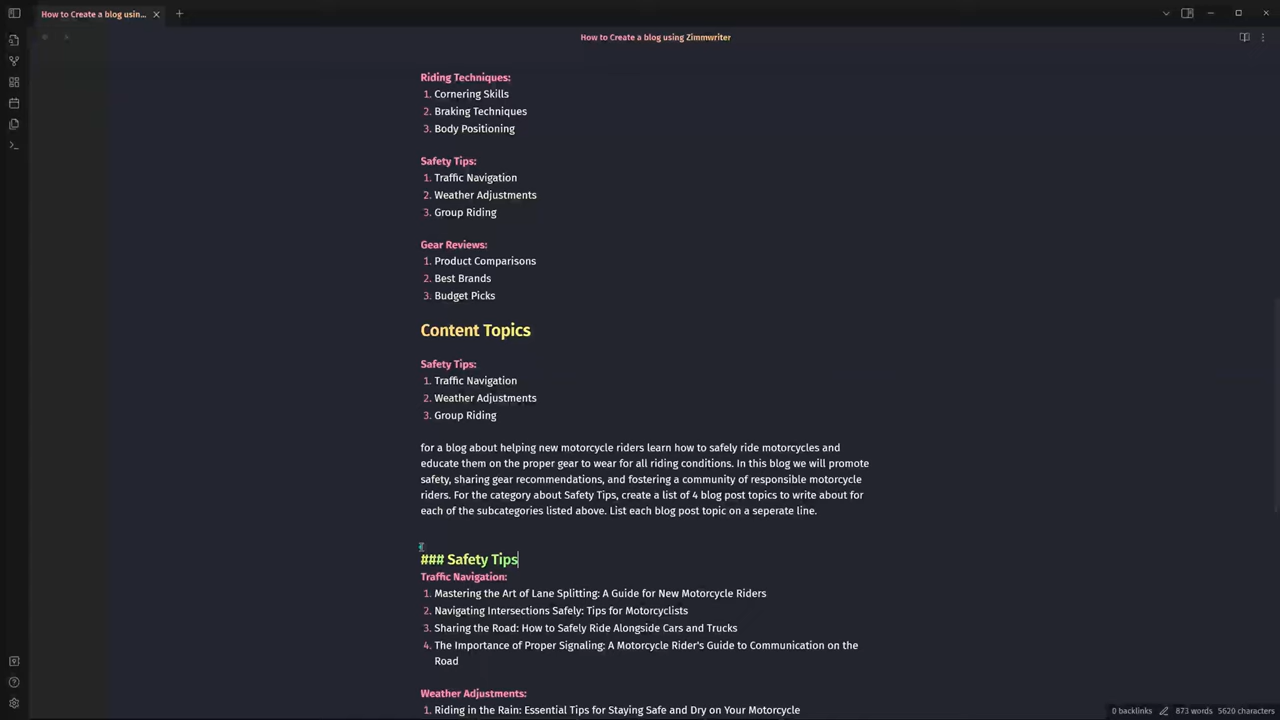 How to Create a blog usin...
How to Create a blog using Zimmwriter
Riding Techniques:
1. Cornering Skills
2. Braking Techniques
3. Body Positioning
Safety Tips:
1. Traffic Navigation
2. Weather Adjustments
3. Group Riding
Gear Reviews:
1. Product Comparisons
2. Best Brands
3. Budget Picks
Content Topics
Safety Tips:
1. Traffic Navigation
2. Weather Adjustments
3. Group Riding
for a blog about helping new motorcycle riders learn how to safely ride motorcycles and
educate them on the proper gear to wear for all riding conditions. In this blog we will promote
safety, sharing gear recommendations, and fostering a community of responsible motorcycle
riders. For the category about Safety Tips, create a list of 4 blog post topics to write about for
each of the subcategories listed above. List each blog post topic on a seperate line.
### Safety Tips
Traffic Navigation:
1. Mastering the Art of Lane Splitting: A Guide for New Motorcycle Riders
2. Navigating Intersections Safely: Tips for Motorcyclists
3. Sharing the Road: How to Safely Ride Alongside Cars and Trucks
4. The Importance of Proper Signaling: A Motorcycle Rider's Guide to Communication on the
Road
Weather Adjustments:
1. Riding in the Rain: Essential Tips for Staying Safe and Dry on Your Motorcycle
0 backlinks 873 words 5620 characters